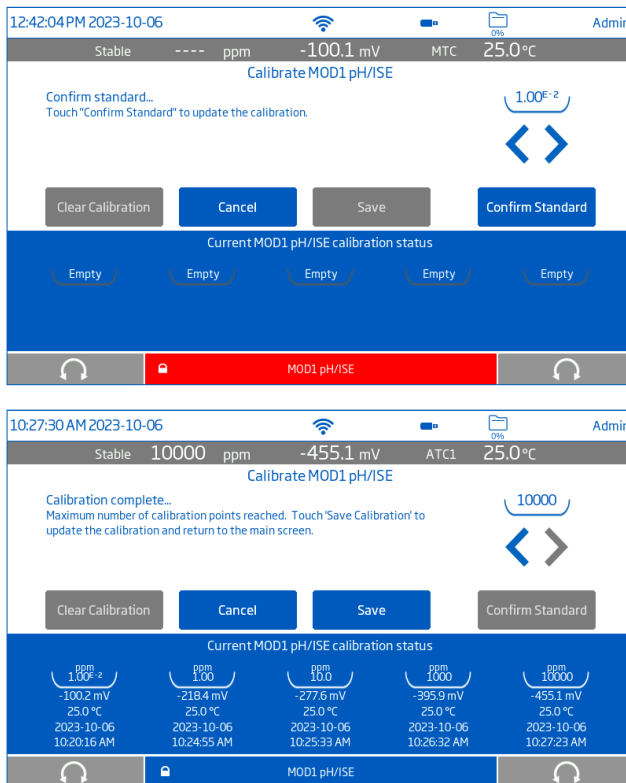 12:42:04 PM 2023-10-06 0% Admin
Stable ---- ppm -100.1 mV MTC 25.0 °C
Calibrate MOD1 pH/ISE
Confirm standard...
Touch "Confirm Standard" to update the calibration.
1.00E-2
Clear Calibration Cancel Save Confirm Standard
Current MOD1 pH/ISE calibration status
Empty Empty Empty Empty Empty
MOD1 pH/ISE
10:27:30 AM 2023-10-06 0% Admin
Stable 10000 ppm -455.1 mV ATC1 25.0 °C
Calibrate MOD1 pH/ISE
Calibration complete...
Maximum number of calibration points reached. Touch 'Save Calibration' to
update the calibration and return to the main screen.
10000
Clear Calibration Cancel Save Confirm Standard
Current MOD1 pH/ISE calibration status
ppm ppm ppm ppm ppm
1.00E-2 1.00 10.0 1000 10000
-100.2 mV -218.4 mV -277.6 mV -395.9 mV -455.1 mV
25.0 °C 25.0 °C 25.0 °C 25.0 °C 25.0 °C
2023-10-06 2023-10-06 2023-10-06 2023-10-06 2023-10-06
10:20:16 AM 10:24:55 AM 10:25:33 AM 10:26:32 AM 10:27:23 AM
MOD1 pH/ISE